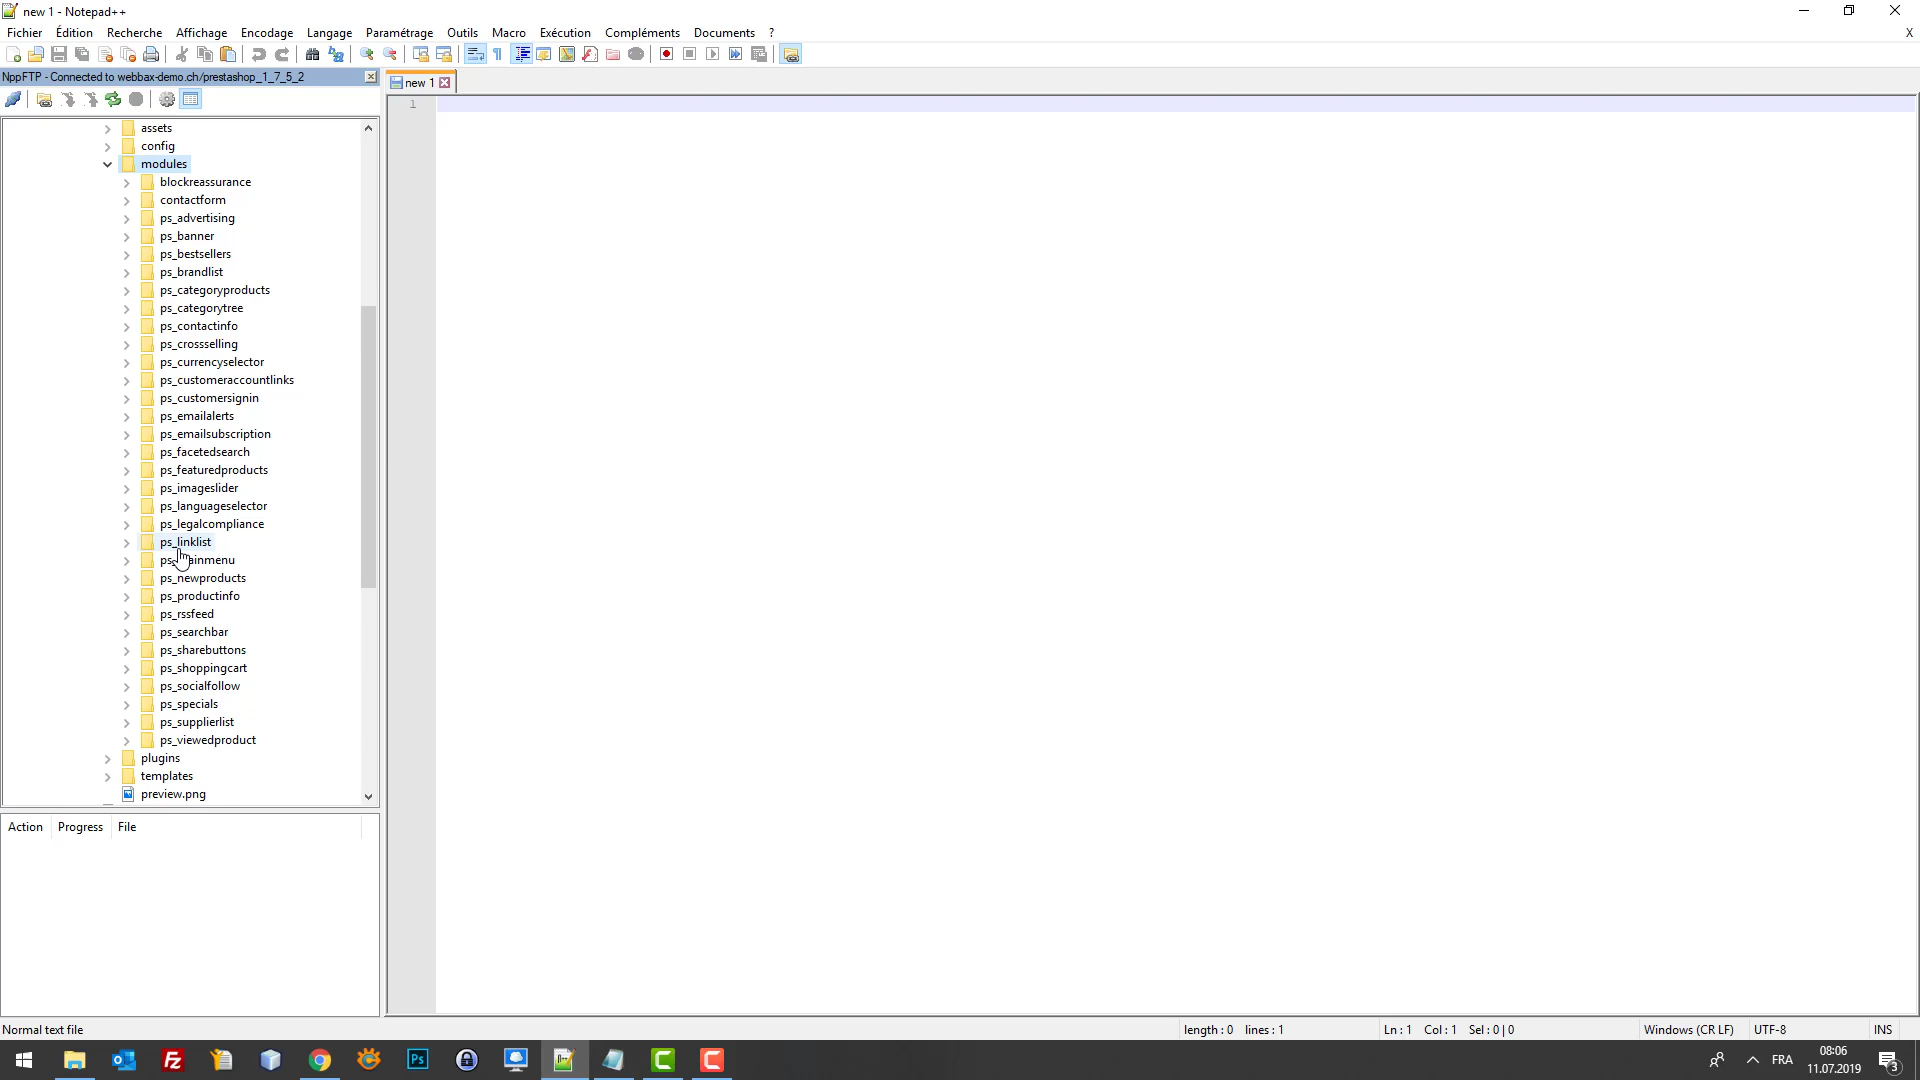 new 1 - Notepad++
Fichier Édition Recherche Affichage Encodage Langage Paramétrage Outils Macro Exécution Compléments Documents ? X
NppFTP - Connected to webbax-demo.ch/prestashop_1_7_5_2
new 1
1
assets
config
modules
blockreassurance
contactform
ps_advertising
ps_banner
ps_bestsellers
ps_brandlist
ps_categoryproducts
ps_categorytree
ps_contactinfo
ps_crossselling
ps_currencyselector
ps_customeraccountlinks
ps_customersignin
ps_emailalerts
ps_emailsubscription
ps_facetedsearch
ps_featuredproducts
ps_imageslider
ps_languageselector
ps_legalcompliance
ps_linklist
ps_newproducts
ps_productinfo
ps_rssfeed
ps_searchbar
ps_sharebuttons
ps_shoppingcart
ps_socialfollow
ps_specials
ps_supplierlist
ps_viewedproduct
plugins
templates
preview.png
Action Progress File
Normal text file length : 0 lines : 1 Ln : 1 Col : 1 Sel : 0 | 0 Windows (CR LF) UTF-8 INS
Ps FRA 08:06
11.07.2019 3